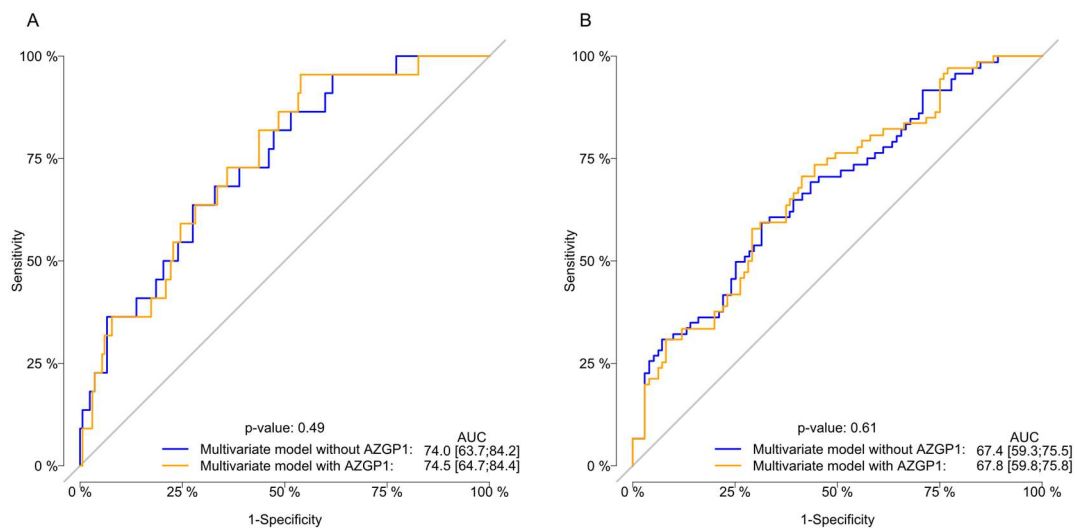 A
100 %
75 %
50 %
25 %
0 %
Sensitivity
p-value: 0.49
AUC
Multivariate model without AZGP1: 74.0 [63.7;84.2]
Multivariate model with AZGP1: 74.5 [64.7;84.4]
0 % 25 % 50 % 75 % 100 %
1-Specificity
B
100 %
75 %
50 %
25 %
0 %
Sensitivity
p-value: 0.61
AUC
Multivariate model without AZGP1: 67.4 [59.3;75.5]
Multivariate model with AZGP1: 67.8 [59.8;75.8]
0 % 25 % 50 % 75 % 100 %
1-Specificity